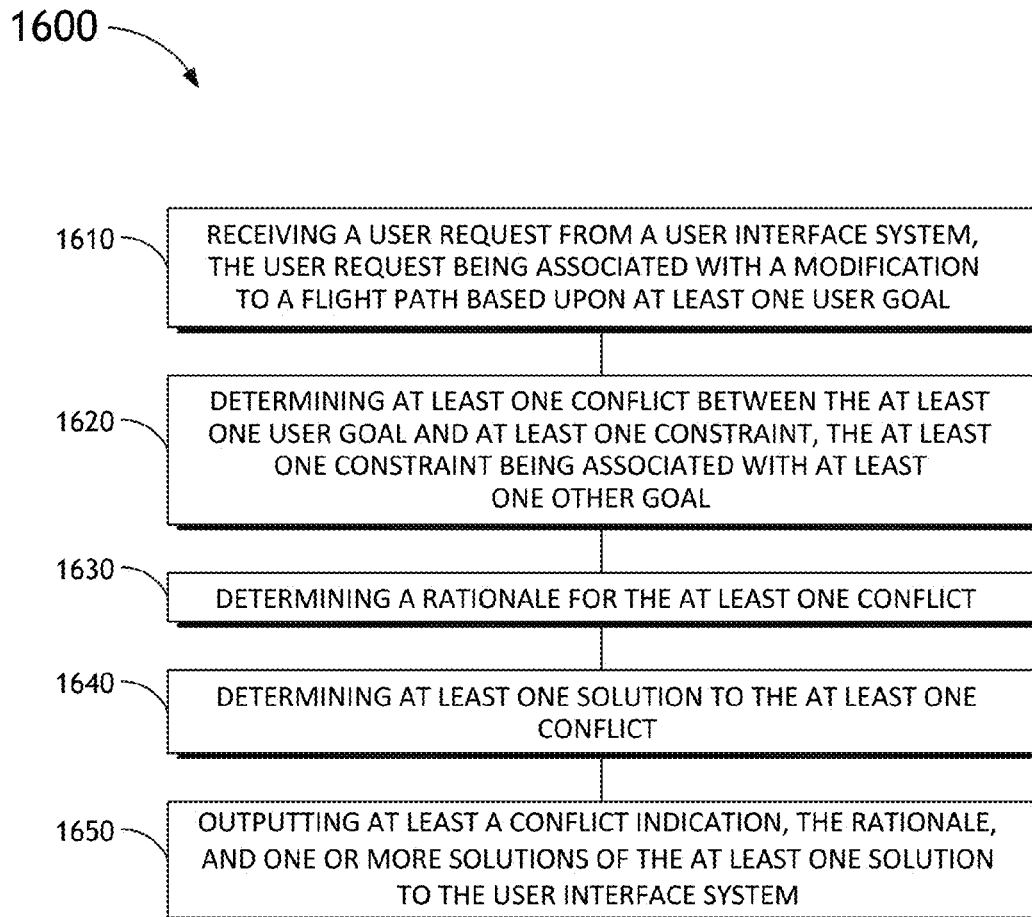 1600
1610
RECEIVING A USER REQUEST FROM A USER INTERFACE SYSTEM,
THE USER REQUEST BEING ASSOCIATED WITH A MODIFICATION
TO A FLIGHT PATH BASED UPON AT LEAST ONE USER GOAL
1620
DETERMINING AT LEAST ONE CONFLICT BETWEEN THE AT LEAST
ONE USER GOAL AND AT LEAST ONE CONSTRAINT, THE AT LEAST
ONE CONSTRAINT BEING ASSOCIATED WITH AT LEAST
ONE OTHER GOAL
1630
DETERMINING A RATIONALE FOR THE AT LEAST ONE CONFLICT
1640
DETERMINING AT LEAST ONE SOLUTION TO THE AT LEAST ONE
CONFLICT
1650
OUTPUTTING AT LEAST A CONFLICT INDICATION, THE RATIONALE,
AND ONE OR MORE SOLUTIONS OF THE AT LEAST ONE SOLUTION
TO THE USER INTERFACE SYSTEM